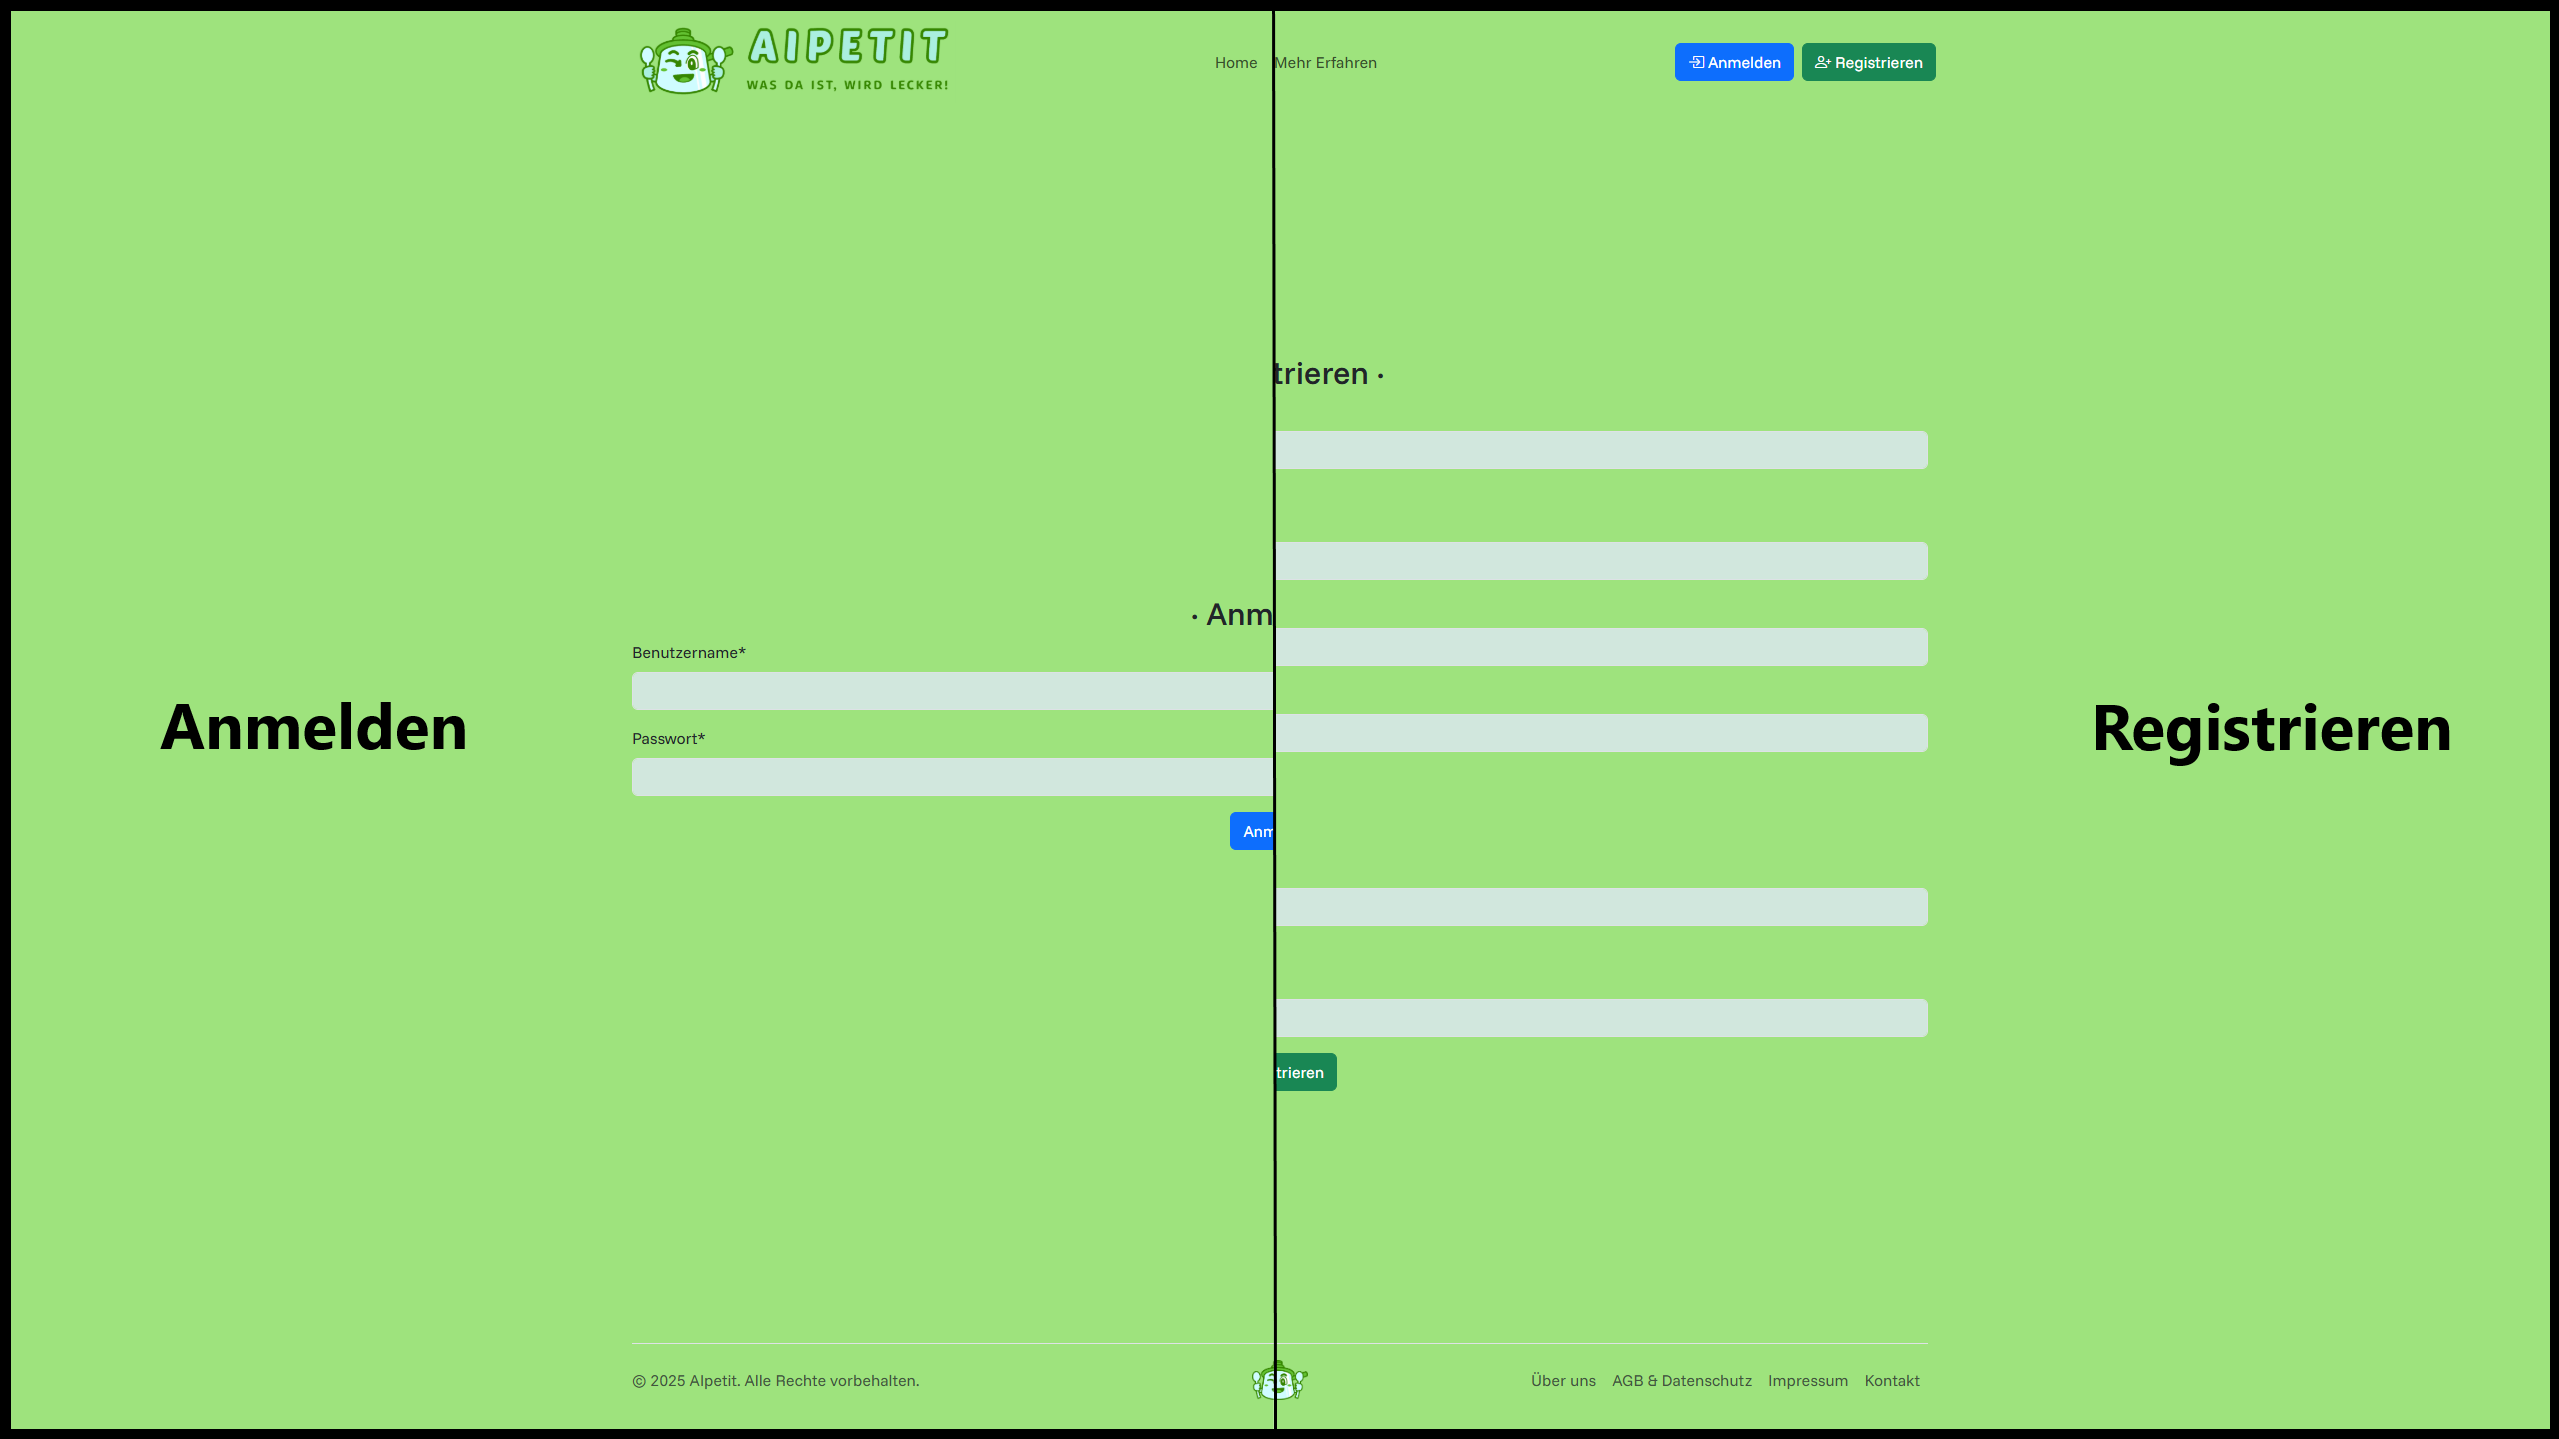 AIPETIT
WAS DA IST, WIRD LECKER!
Home
Mehr Erfahren
Anmelden
Registrieren
trieren ·
· Anm
Benutzername*
Passwort*
Anm
Anmelden
Registrieren
trieren
© 2025 AIpetit. Alle Rechte vorbehalten.
Über uns
AGB & Datenschutz
Impressum
Kontakt